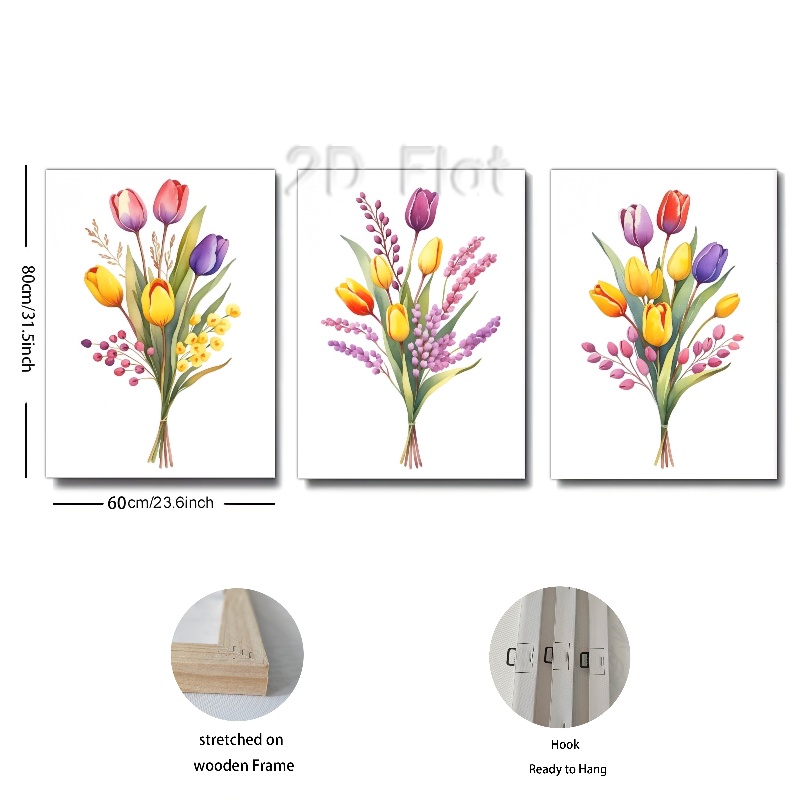 2D Flat
80cm/31.5inch
60cm/23.6inch
stretched on
wooden Frame
Hook
Ready to Hang